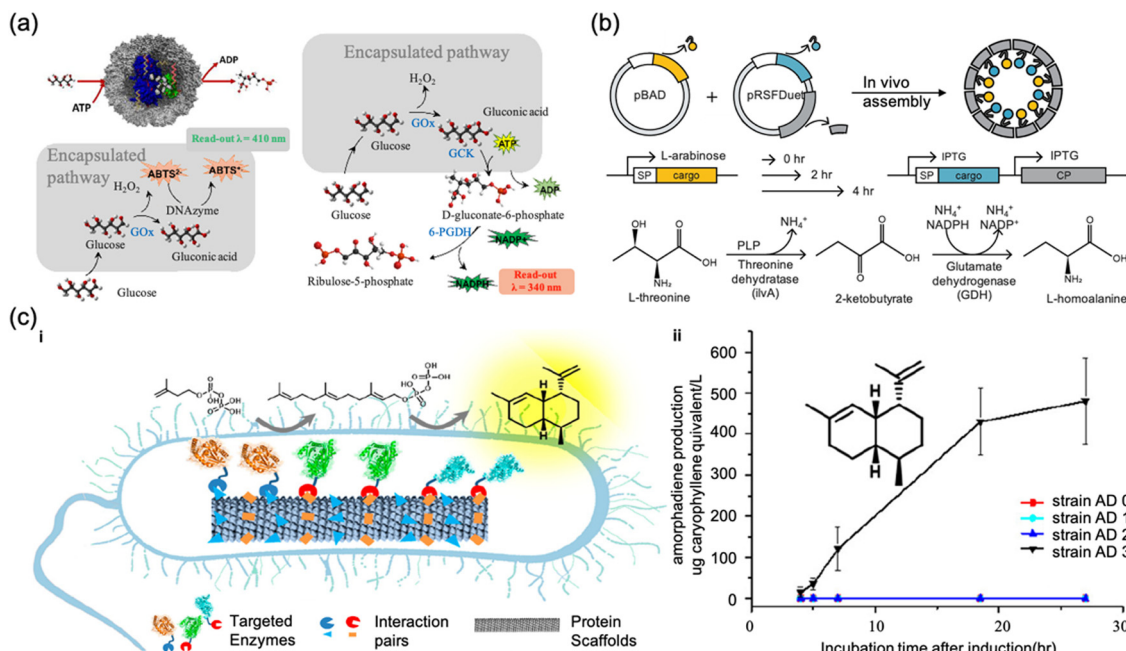 (a)
ADP
ATP
Read-out λ = 410 nm
Encapsulated
pathway
ABTS2-
ABTS*
H2O2
DNAzyme
Glucose
GOx
Gluconic acid
Glucose
Encapsulated pathway
H2O2
Gluconic acid
GOx
Glucose
GCK
ATP
ADP
Glucose
D-gluconate-6-phosphate
6-PGDH
NADP+
Ribulose-5-phosphate
NADPH
Read-out
λ = 340 nm
(b)
pBAD
+
pRSFDuet
In vivo
assembly
L-arabinose
SP
cargo
0 hr
2 hr
4 hr
IPTG
IPTG
SP
cargo
CP
OH
O
OH
NH2
L-threonine
NH4+
PLP
Threonine
dehydratase
(ilvA)
O
OH
O
2-ketobutyrate
NH4+
NADPH
NH4+
NADP+
Glutamate
dehydrogenase
(GDH)
O
OH
NH2
L-homoalanine
(c)
i
Targeted
Enzymes
Interaction
pairs
Protein
Scaffolds
ii
amorphadiene production
ug caryophyllene quivalent/L
600
500
400
300
200
100
0
H
H
strain AD 0
strain AD 1
strain AD 2
strain AD 3
0
10
20
30
Incubation time after induction(hr)